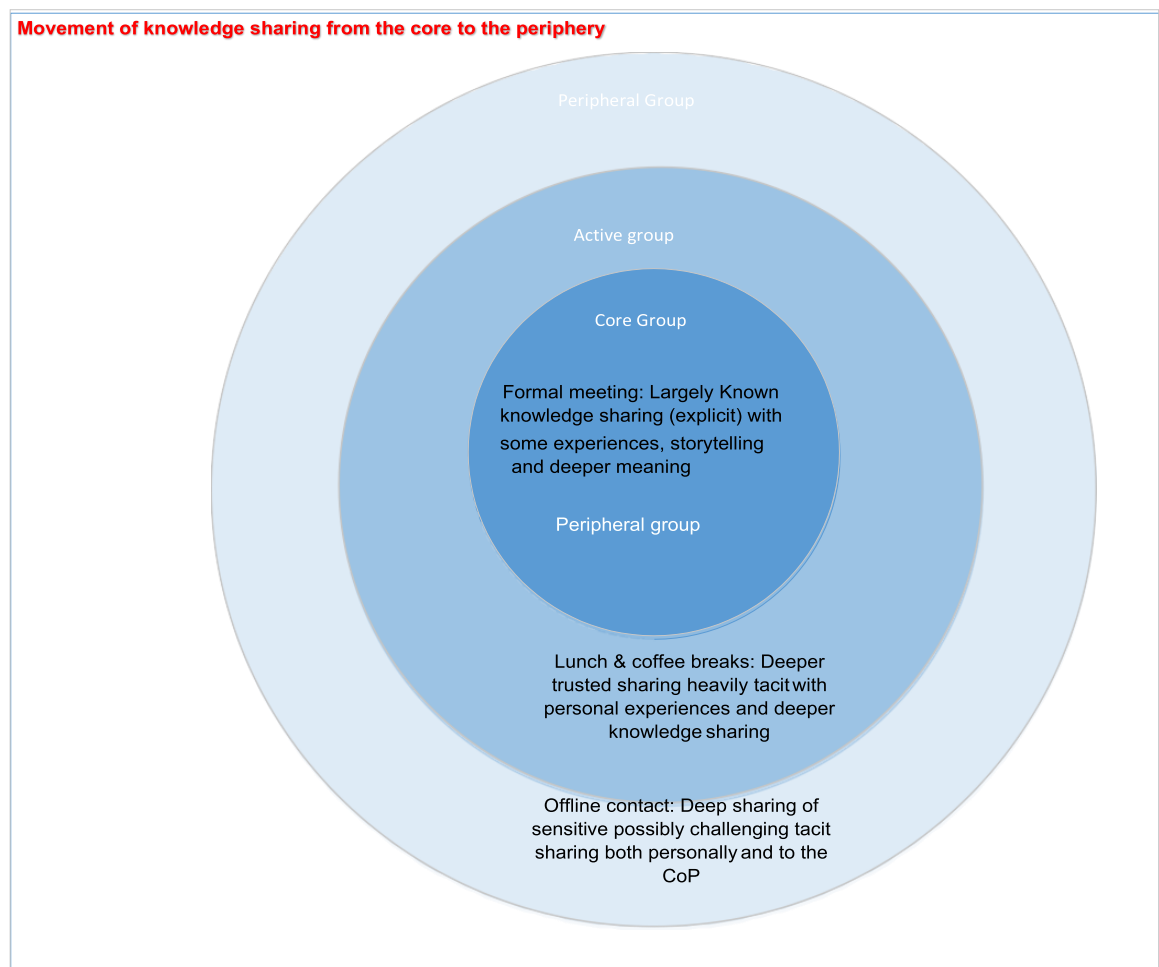 Movement of knowledge sharing from the core to the periphery
Peripheral Group
Active group
Core Group
Formal meeting: Largely Known
knowledge sharing (explicit) with
some experiences, storytelling
and deeper meaning
Peripheral group
Lunch & coffee breaks: Deeper
trusted sharing heavily tacit with
personal experiences and deeper
knowledge sharing
Offline contact: Deep sharing of
sensitive possibly challenging tacit
sharing both personally and to the
CoP